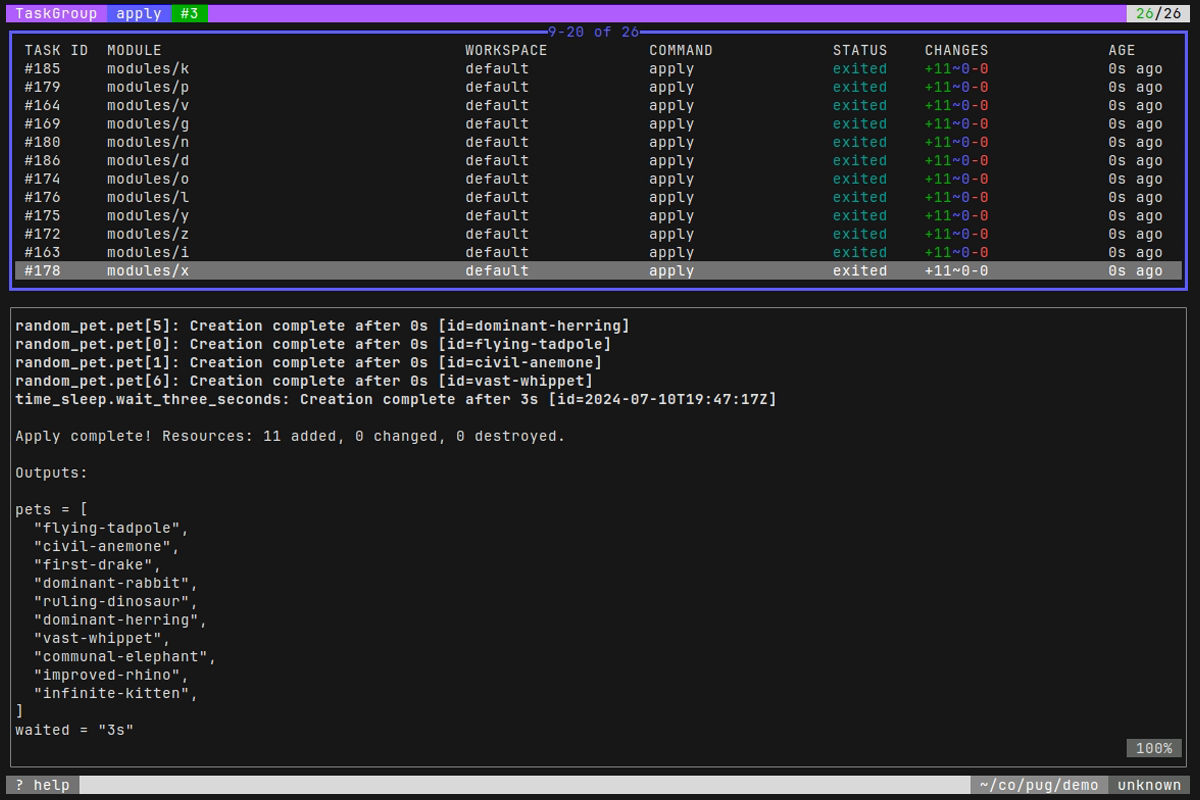 TaskGroup apply #3 26/26
9-20 of 26
TASK ID MODULE WORKSPACE COMMAND STATUS CHANGES AGE
#185 modules/k default apply exited +11~0-0 0s ago
#179 modules/p default apply exited +11~0-0 0s ago
#164 modules/v default apply exited +11~0-0 0s ago
#169 modules/g default apply exited +11~0-0 0s ago
#180 modules/n default apply exited +11~0-0 0s ago
#186 modules/d default apply exited +11~0-0 0s ago
#174 modules/o default apply exited +11~0-0 0s ago
#176 modules/l default apply exited +11~0-0 0s ago
#175 modules/y default apply exited +11~0-0 0s ago
#172 modules/z default apply exited +11~0-0 0s ago
#163 modules/i default apply exited +11~0-0 0s ago
#178 modules/x default apply exited +11~0-0 0s ago
random_pet.pet[5]: Creation complete after 0s [id=dominant-herring]
random_pet.pet[0]: Creation complete after 0s [id=flying-tadpole]
random_pet.pet[1]: Creation complete after 0s [id=civil-anemone]
random_pet.pet[6]: Creation complete after 0s [id=vast-whippet]
time_sleep.wait_three_seconds: Creation complete after 3s [id=2024-07-10T19:47:17Z]
Apply complete! Resources: 11 added, 0 changed, 0 destroyed.
Outputs:
pets = [
"flying-tadpole",
"civil-anemone",
"first-drake",
"dominant-rabbit",
"ruling-dinosaur",
"dominant-herring",
"vast-whippet",
"communal-elephant",
"improved-rhino",
"infinite-kitten",
]
waited = "3s"
100%
? help ~/co/pug/demo unknown